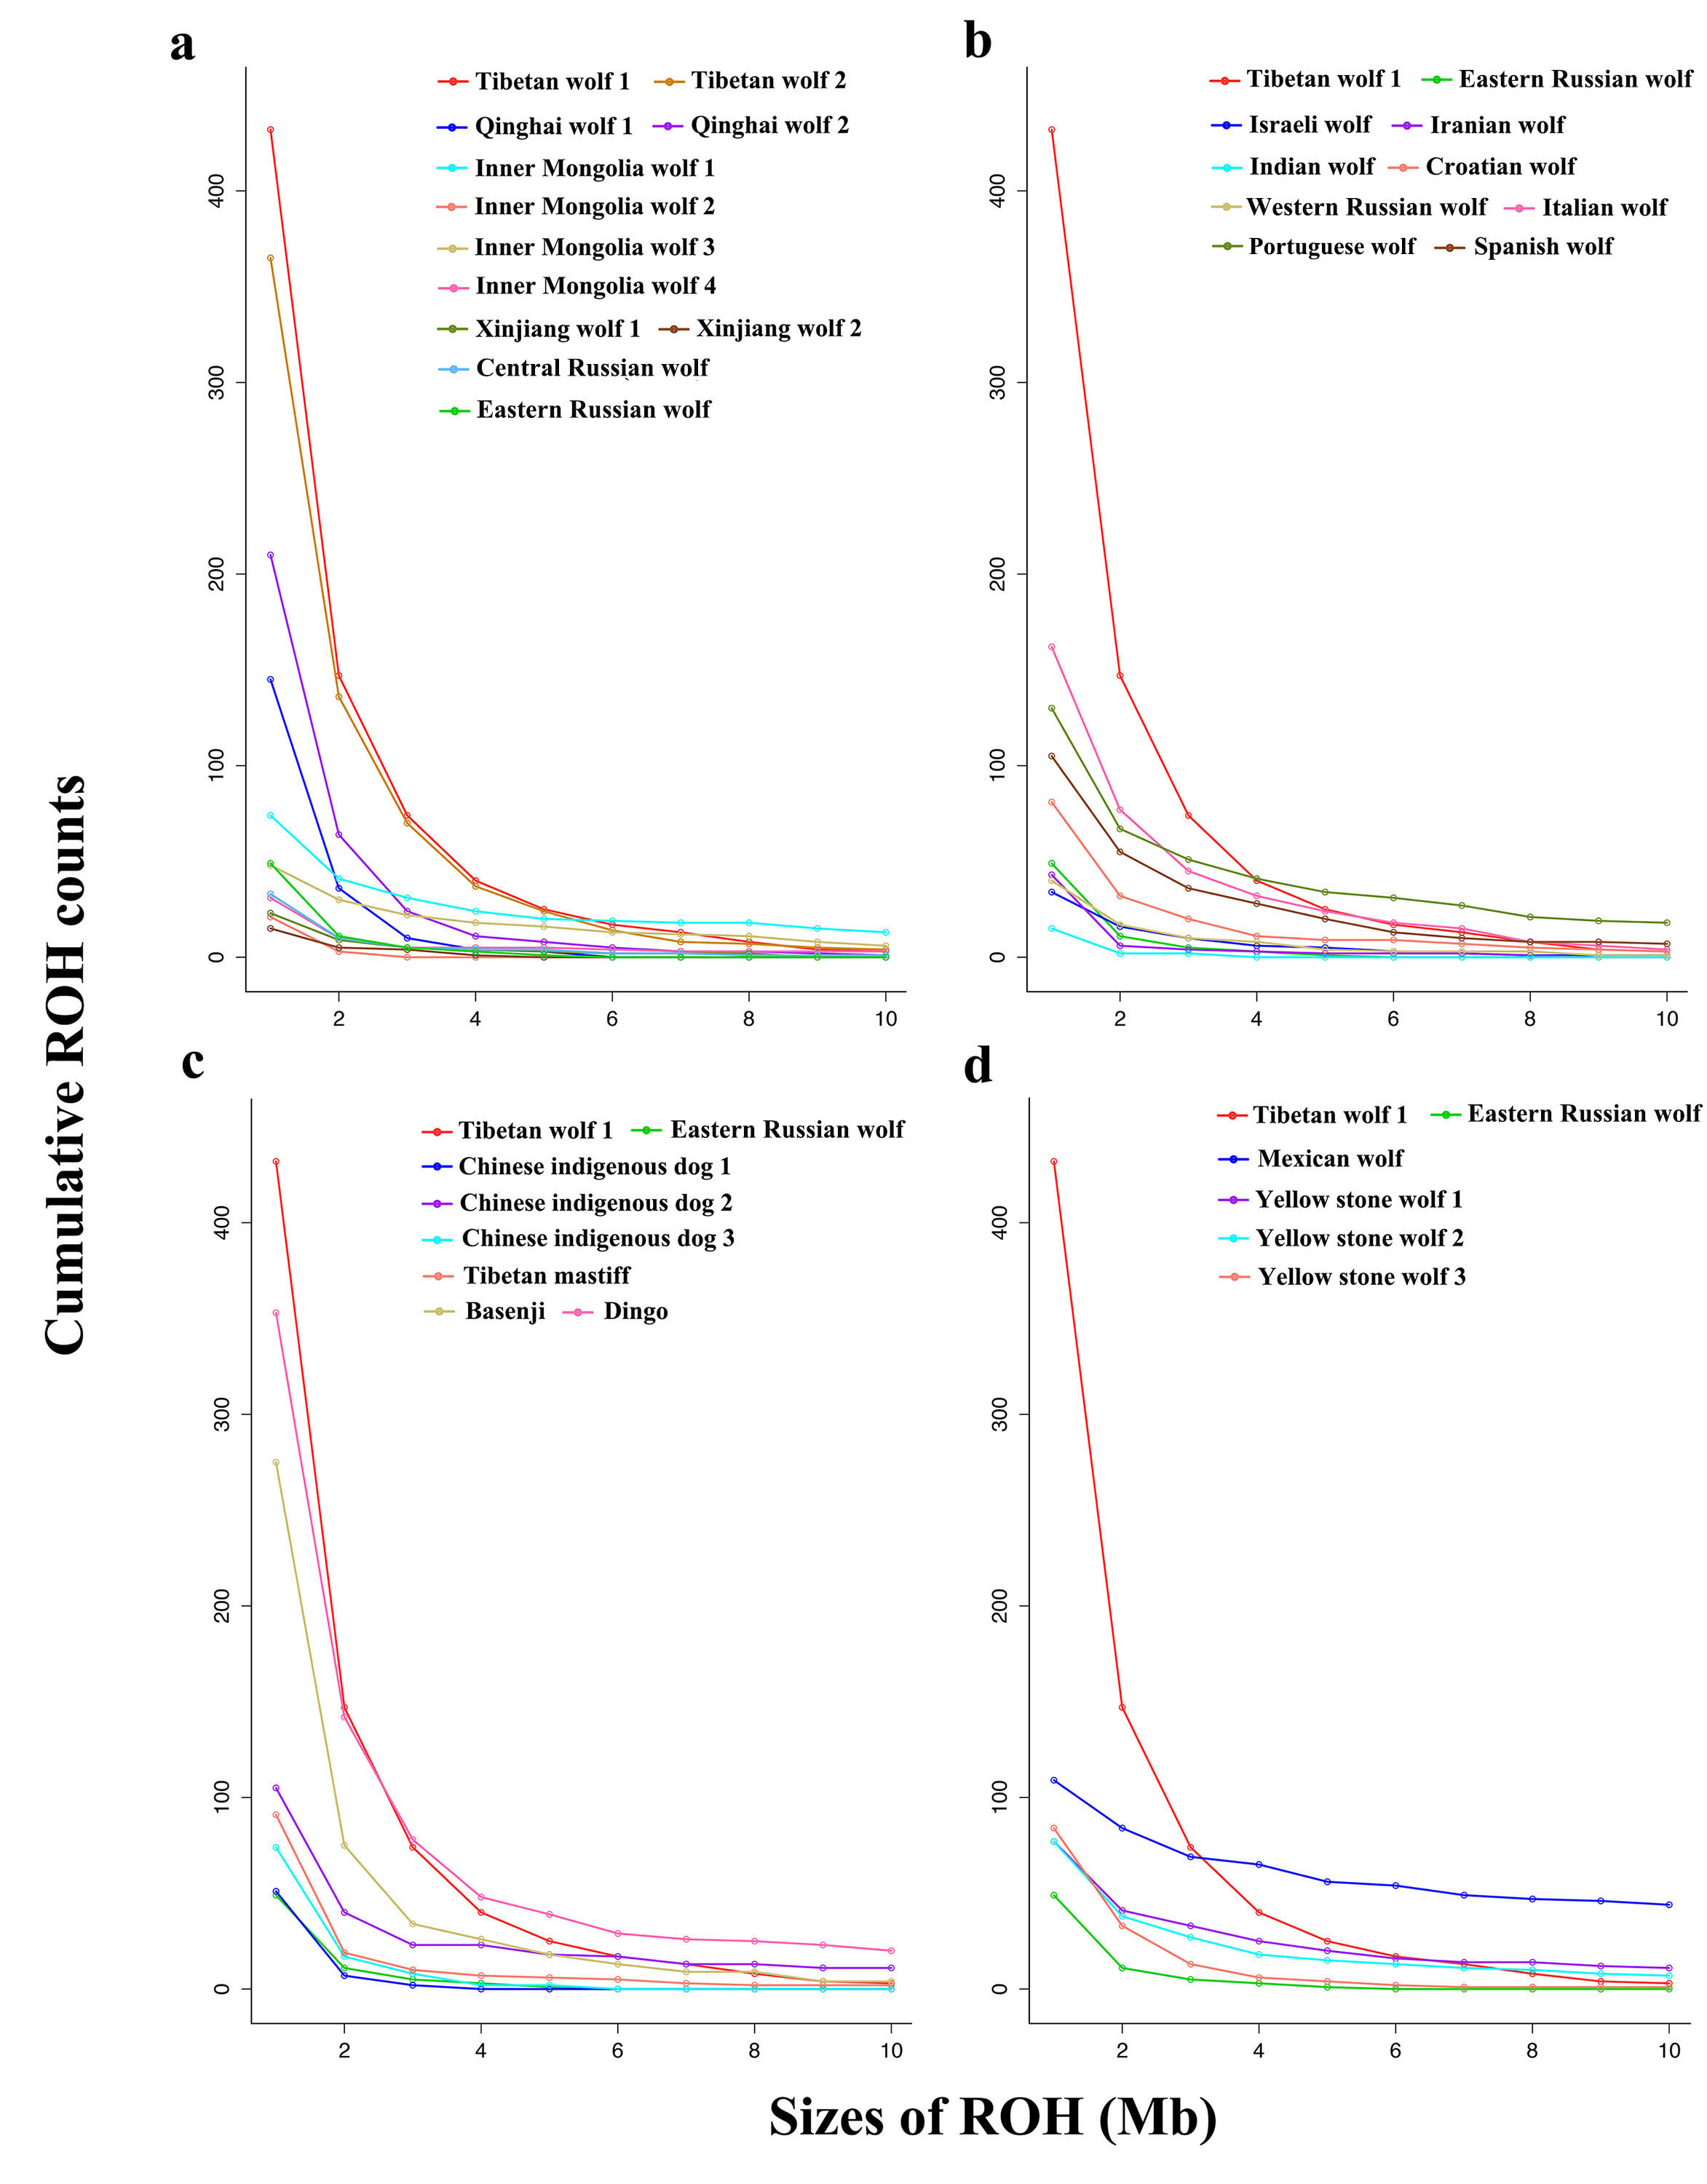 a
Tibetan wolf 1 Tibetan wolf 2
Qinghai wolf 1 Qinghai wolf 2
Inner Mongolia wolf 1
Inner Mongolia wolf 2
Inner Mongolia wolf 3
Inner Mongolia wolf 4
Xinjiang wolf 1 Xinjiang wolf 2
Central Russian wolf
Eastern Russian wolf
400
300
200
100
0
2 4 6 8 10
b
Tibetan wolf 1 Eastern Russian wolf
Israeli wolf Iranian wolf
Indian wolf Croatian wolf
Western Russian wolf Italian wolf
Portuguese wolf Spanish wolf
400
300
200
100
0
2 4 6 8 10
Cumulative ROH counts
c
Tibetan wolf 1 Eastern Russian wolf
Chinese indigenous dog 1
Chinese indigenous dog 2
Chinese indigenous dog 3
Tibetan mastiff
Basenji Dingo
400
300
200
100
0
2 4 6 8 10
d
Tibetan wolf 1 Eastern Russian wolf
Mexican wolf
Yellow stone wolf 1
Yellow stone wolf 2
Yellow stone wolf 3
400
300
200
100
0
2 4 6 8 10
Sizes of ROH (Mb)